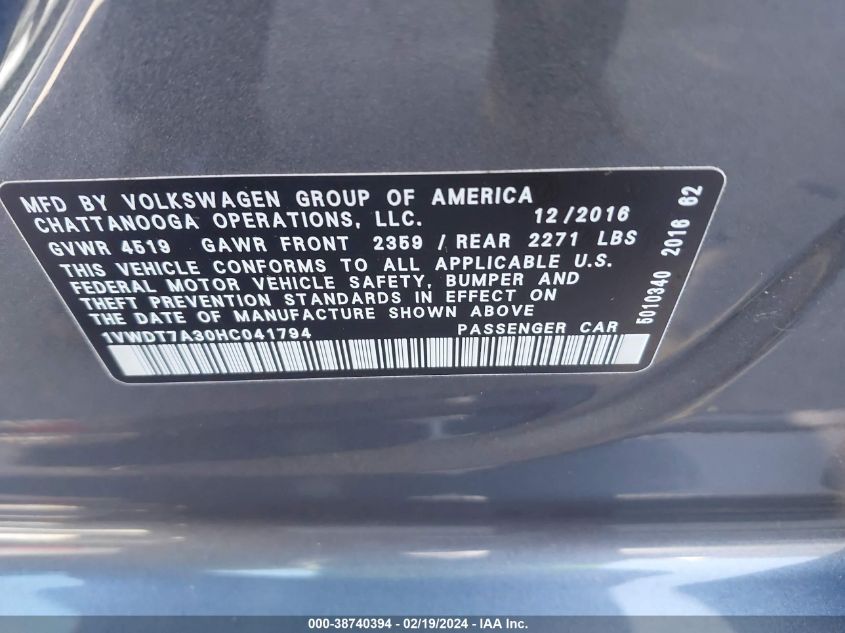 MFD BY VOLKSWAGEN GROUP OF AMERICA
CHATTANOOGA OPERATIONS, LLC. 12/2016
GVWR 4519 GAWR FRONT 2359 / REAR 2271 LBS
THIS VEHICLE CONFORMS TO ALL APPLICABLE U.S.
FEDERAL MOTOR VEHICLE SAFETY, BUMPER AND
THEFT PREVENTION STANDARDS IN EFFECT ON
THE DATE OF MANUFACTURE SHOWN ABOVE
1VWDT7A30HC041794 PASSENGER CAR
5010340 2016 62
000-38740394 - 02/19/2024 - IAA Inc.